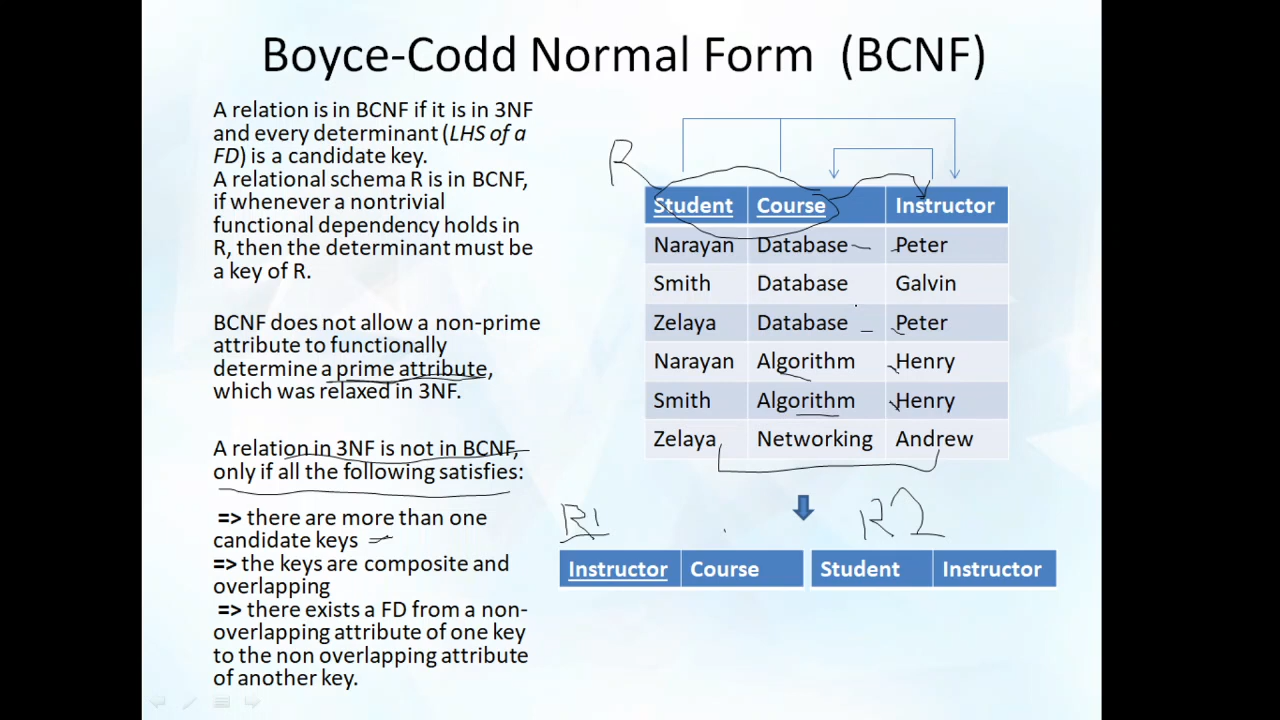 Boyce-Codd Normal Form (BCNF)
A relation is in BCNF if it is in 3NF
and every determinant (LHS of a
FD) is a candidate key.
A relational schema R is in BCNF,
if whenever a nontrivial
functional dependency holds in
R, then the determinant must be
a key of R.
BCNF does not allow a non-prime
attribute to functionally
determine a prime attribute,
which was relaxed in 3NF.
A relation in 3NF is not in BCNF,
only if all the following satisfies:
=> there are more than one
candidate keys
=> the keys are composite and
overlapping
=> there exists a FD from a non-
overlapping attribute of one key
to the non overlapping attribute
of another key.
R
Student Course Instructor
Narayan Database Peter
Smith Database Galvin
Zelaya Database Peter
Narayan Algorithm Henry
Smith Algorithm Henry
Zelaya Networking Andrew
R1 R2
Instructor Course Student Instructor